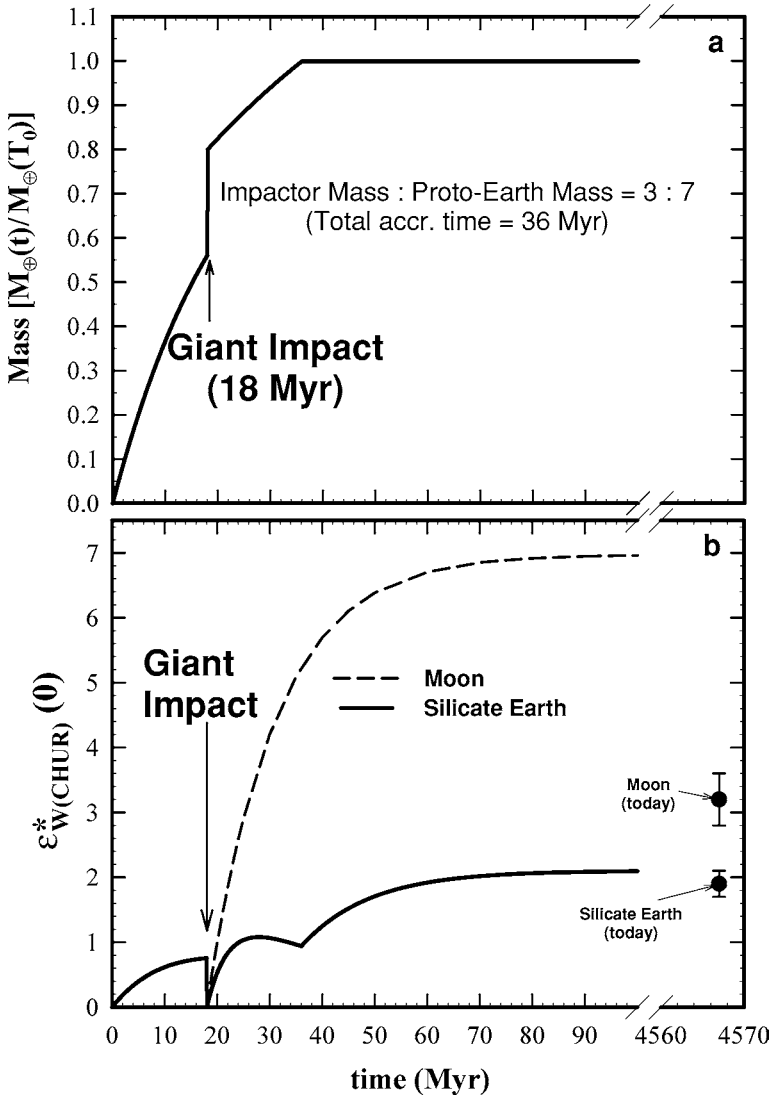 1.1
a
1.0
0.9
0.8
0.7
0.6
0.5
0.4
0.3
0.2
0.1
0.0
Mass [M⊕(t)/M⊕(T0)]
Impactor Mass : Proto-Earth Mass = 3 : 7
(Total accr. time = 36 Myr)
Giant Impact
(18 Myr)
b
7
6
5
4
3
2
1
0
ε*W(CHUR) (0)
Giant
Impact
Moon
Silicate Earth
Moon
(today)
Silicate Earth
(today)
0 10 20 30 40 50 60 70 80 90 4560 4570
time (Myr)